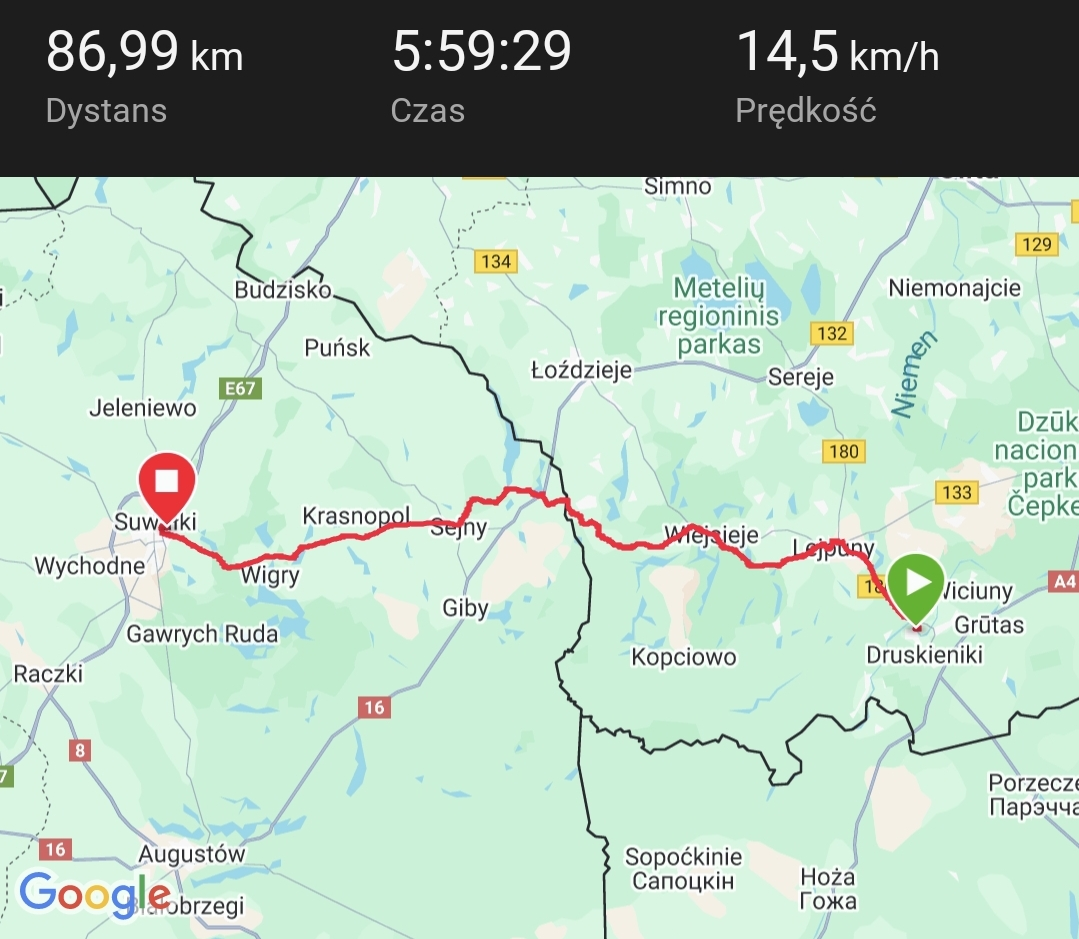 86,99 km
5:59:29
14,5 km/h
Dystans
Czas
Prędkość
Simno
129
134
Budzisko
Metelių
regioninis
parkas
Niemonajcie
132
Puńsk
Niemen
Łoździeje
Sereje
E67
Jeleniewo
Dzūk
nacion
park
Čepke
180
133
Suwałki
Krasnopol
Sejny
Wiejsieje
Lejpuny
Wychodne
Wigry
A4
18
Wiciuny
Giby
Grūtas
Gawrych Ruda
Kopciowo
Druskieniki
Raczki
16
8
7
Porzecze
Парэчча
16
Augustów
Sopoćkinie
Сапоцкін
Hoża
Гожа
Google
Białobrzegi